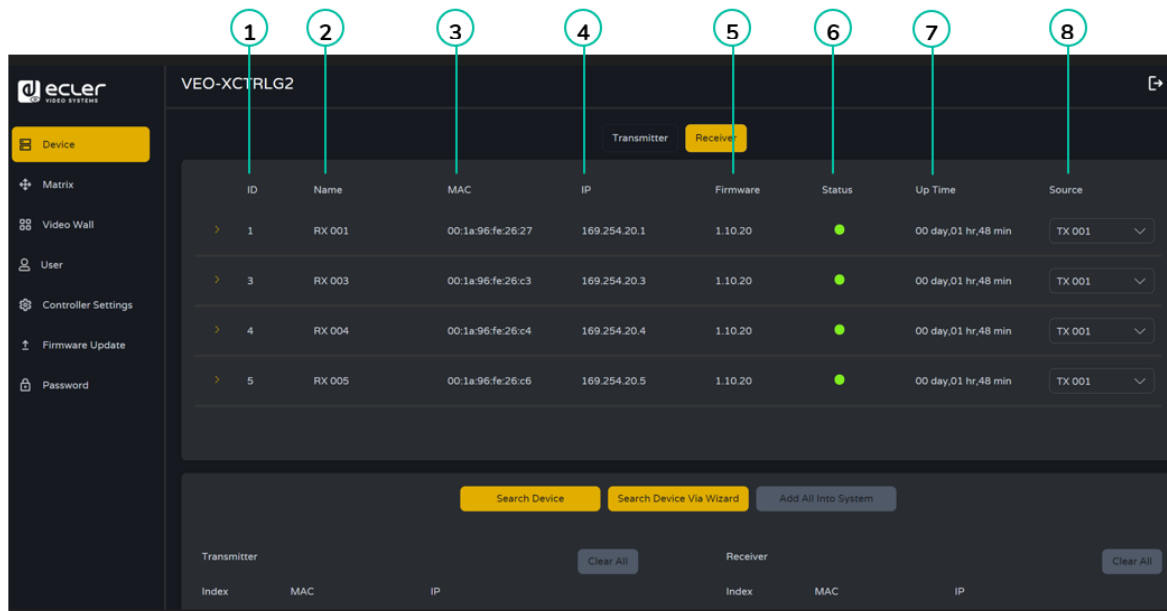 1 2 3 4 5 6 7 8
ecler
VIDEO SYSTEMS
VEO-XCTRLG2
Device
Matrix
Video Wall
User
Controller Settings
Firmware Update
Password
Transmitter Receiver
ID Name MAC IP Firmware Status Up Time Source
1 RX 001 00:1a:96:fe:26:27 169.254.20.1 1.10.20 00 day,01 hr,48 min TX 001
3 RX 003 00:1a:96:fe:26:c3 169.254.20.3 1.10.20 00 day,01 hr,48 min TX 001
4 RX 004 00:1a:96:fe:26:c4 169.254.20.4 1.10.20 00 day,01 hr,48 min TX 001
5 RX 005 00:1a:96:fe:26:c6 169.254.20.5 1.10.20 00 day,01 hr,48 min TX 001
Search Device Search Device Via Wizard Add All Into System
Transmitter Clear All Receiver Clear All
Index MAC IP Index MAC IP